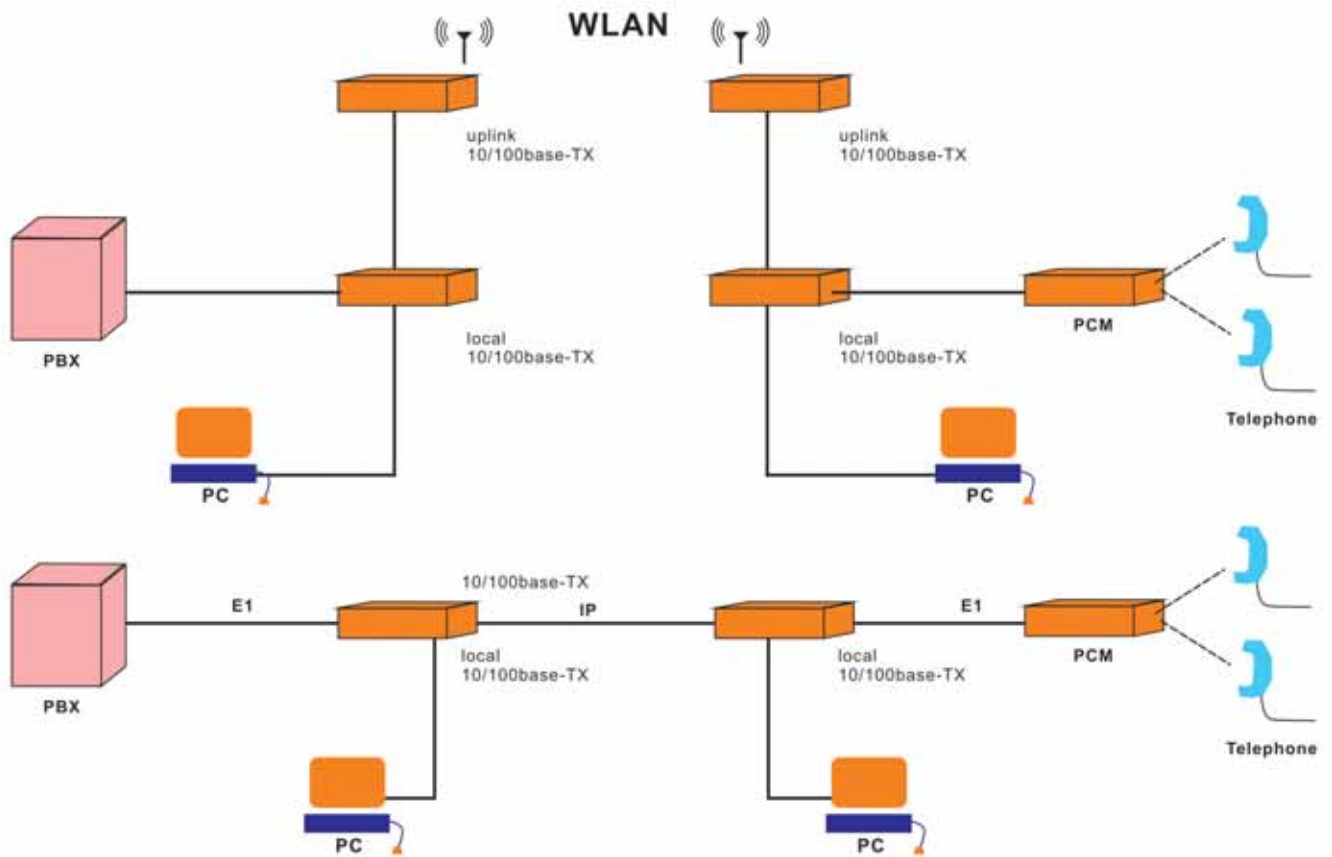 WLAN
uplink
10/100base-TX
uplink
10/100base-TX
PBX
local
10/100base-TX
local
10/100base-TX
PCM
Telephone
PC
PC
PBX
E1
10/100base-TX
IP
local
10/100base-TX
E1
local
10/100base-TX
PCM
Telephone
PC
PC